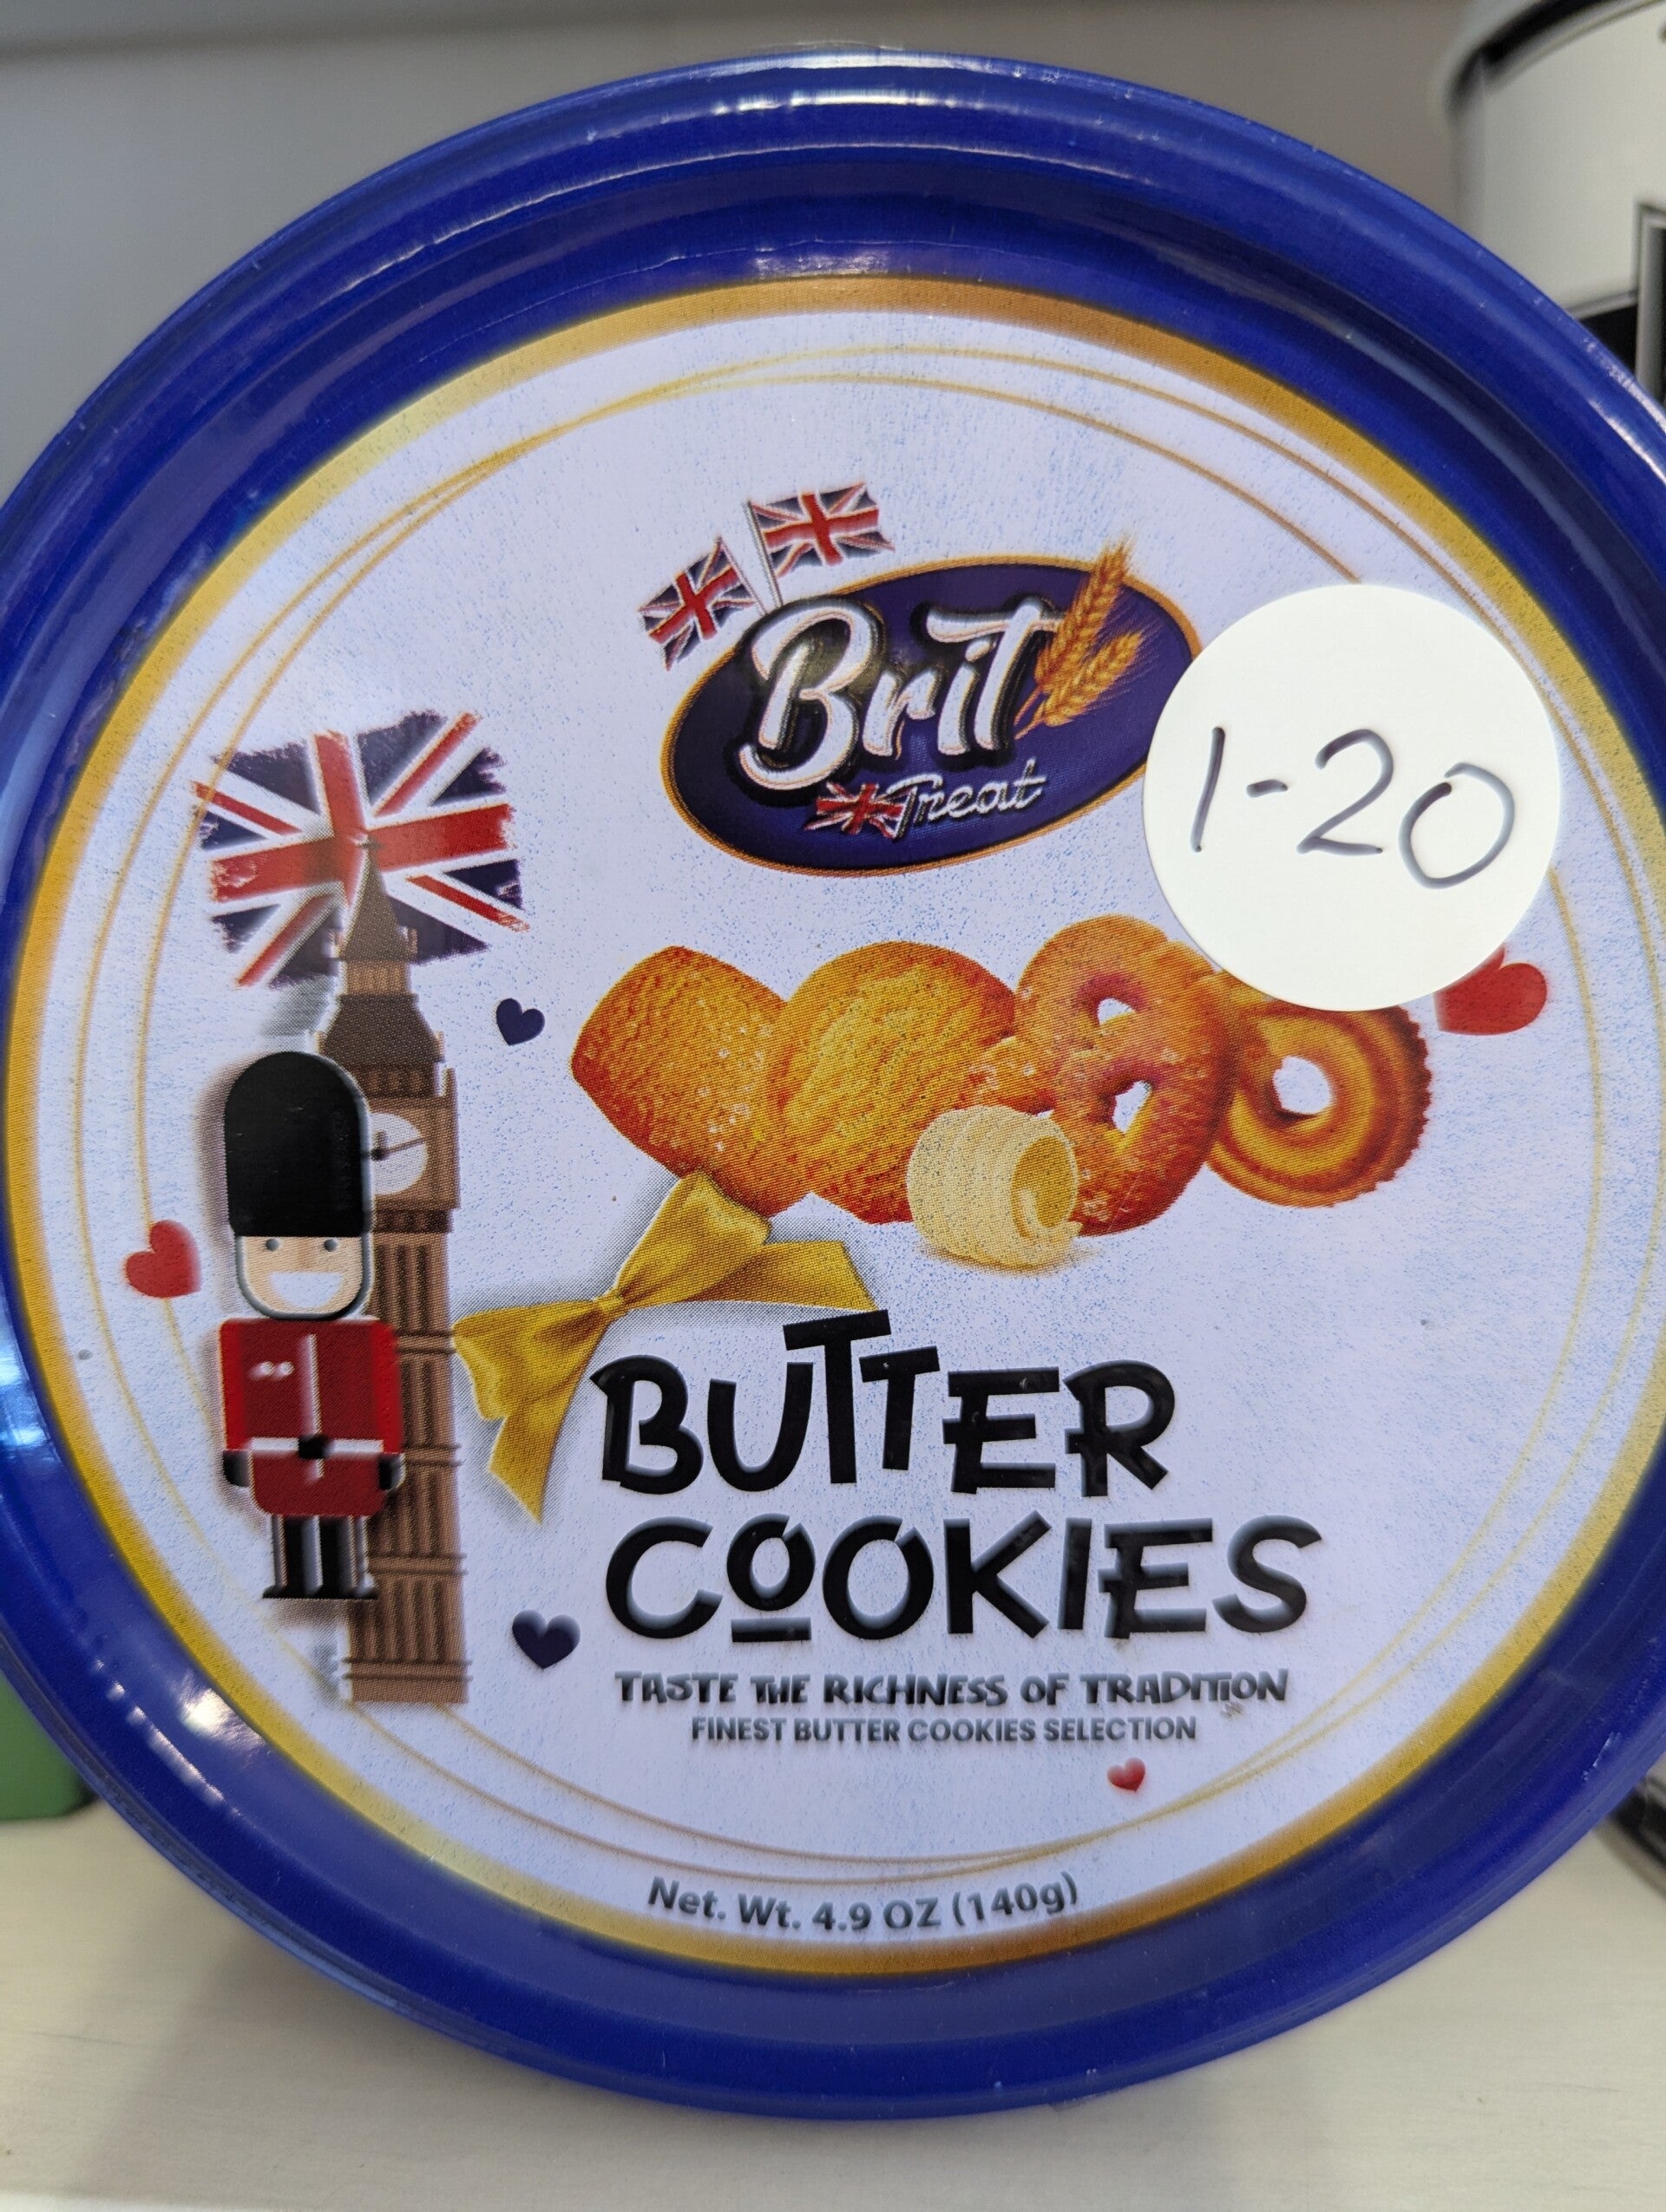 Brit
Treat
1-20
BUTTER
COOKIES
TASTE THE RICHNESS OF TRADITION
FINEST BUTTER COOKIES SELECTION
Net. Wt. 4.9 OZ (140g)